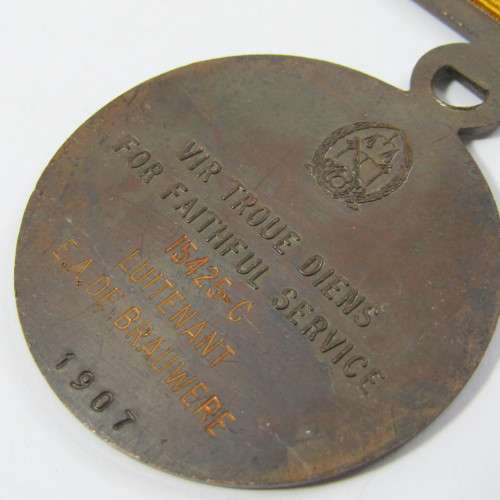 VIR TROUE DIENS
FOR FAITHFUL SERVICE
15425-C
LUITENANT
E.A. DE BRAUWERE
1907